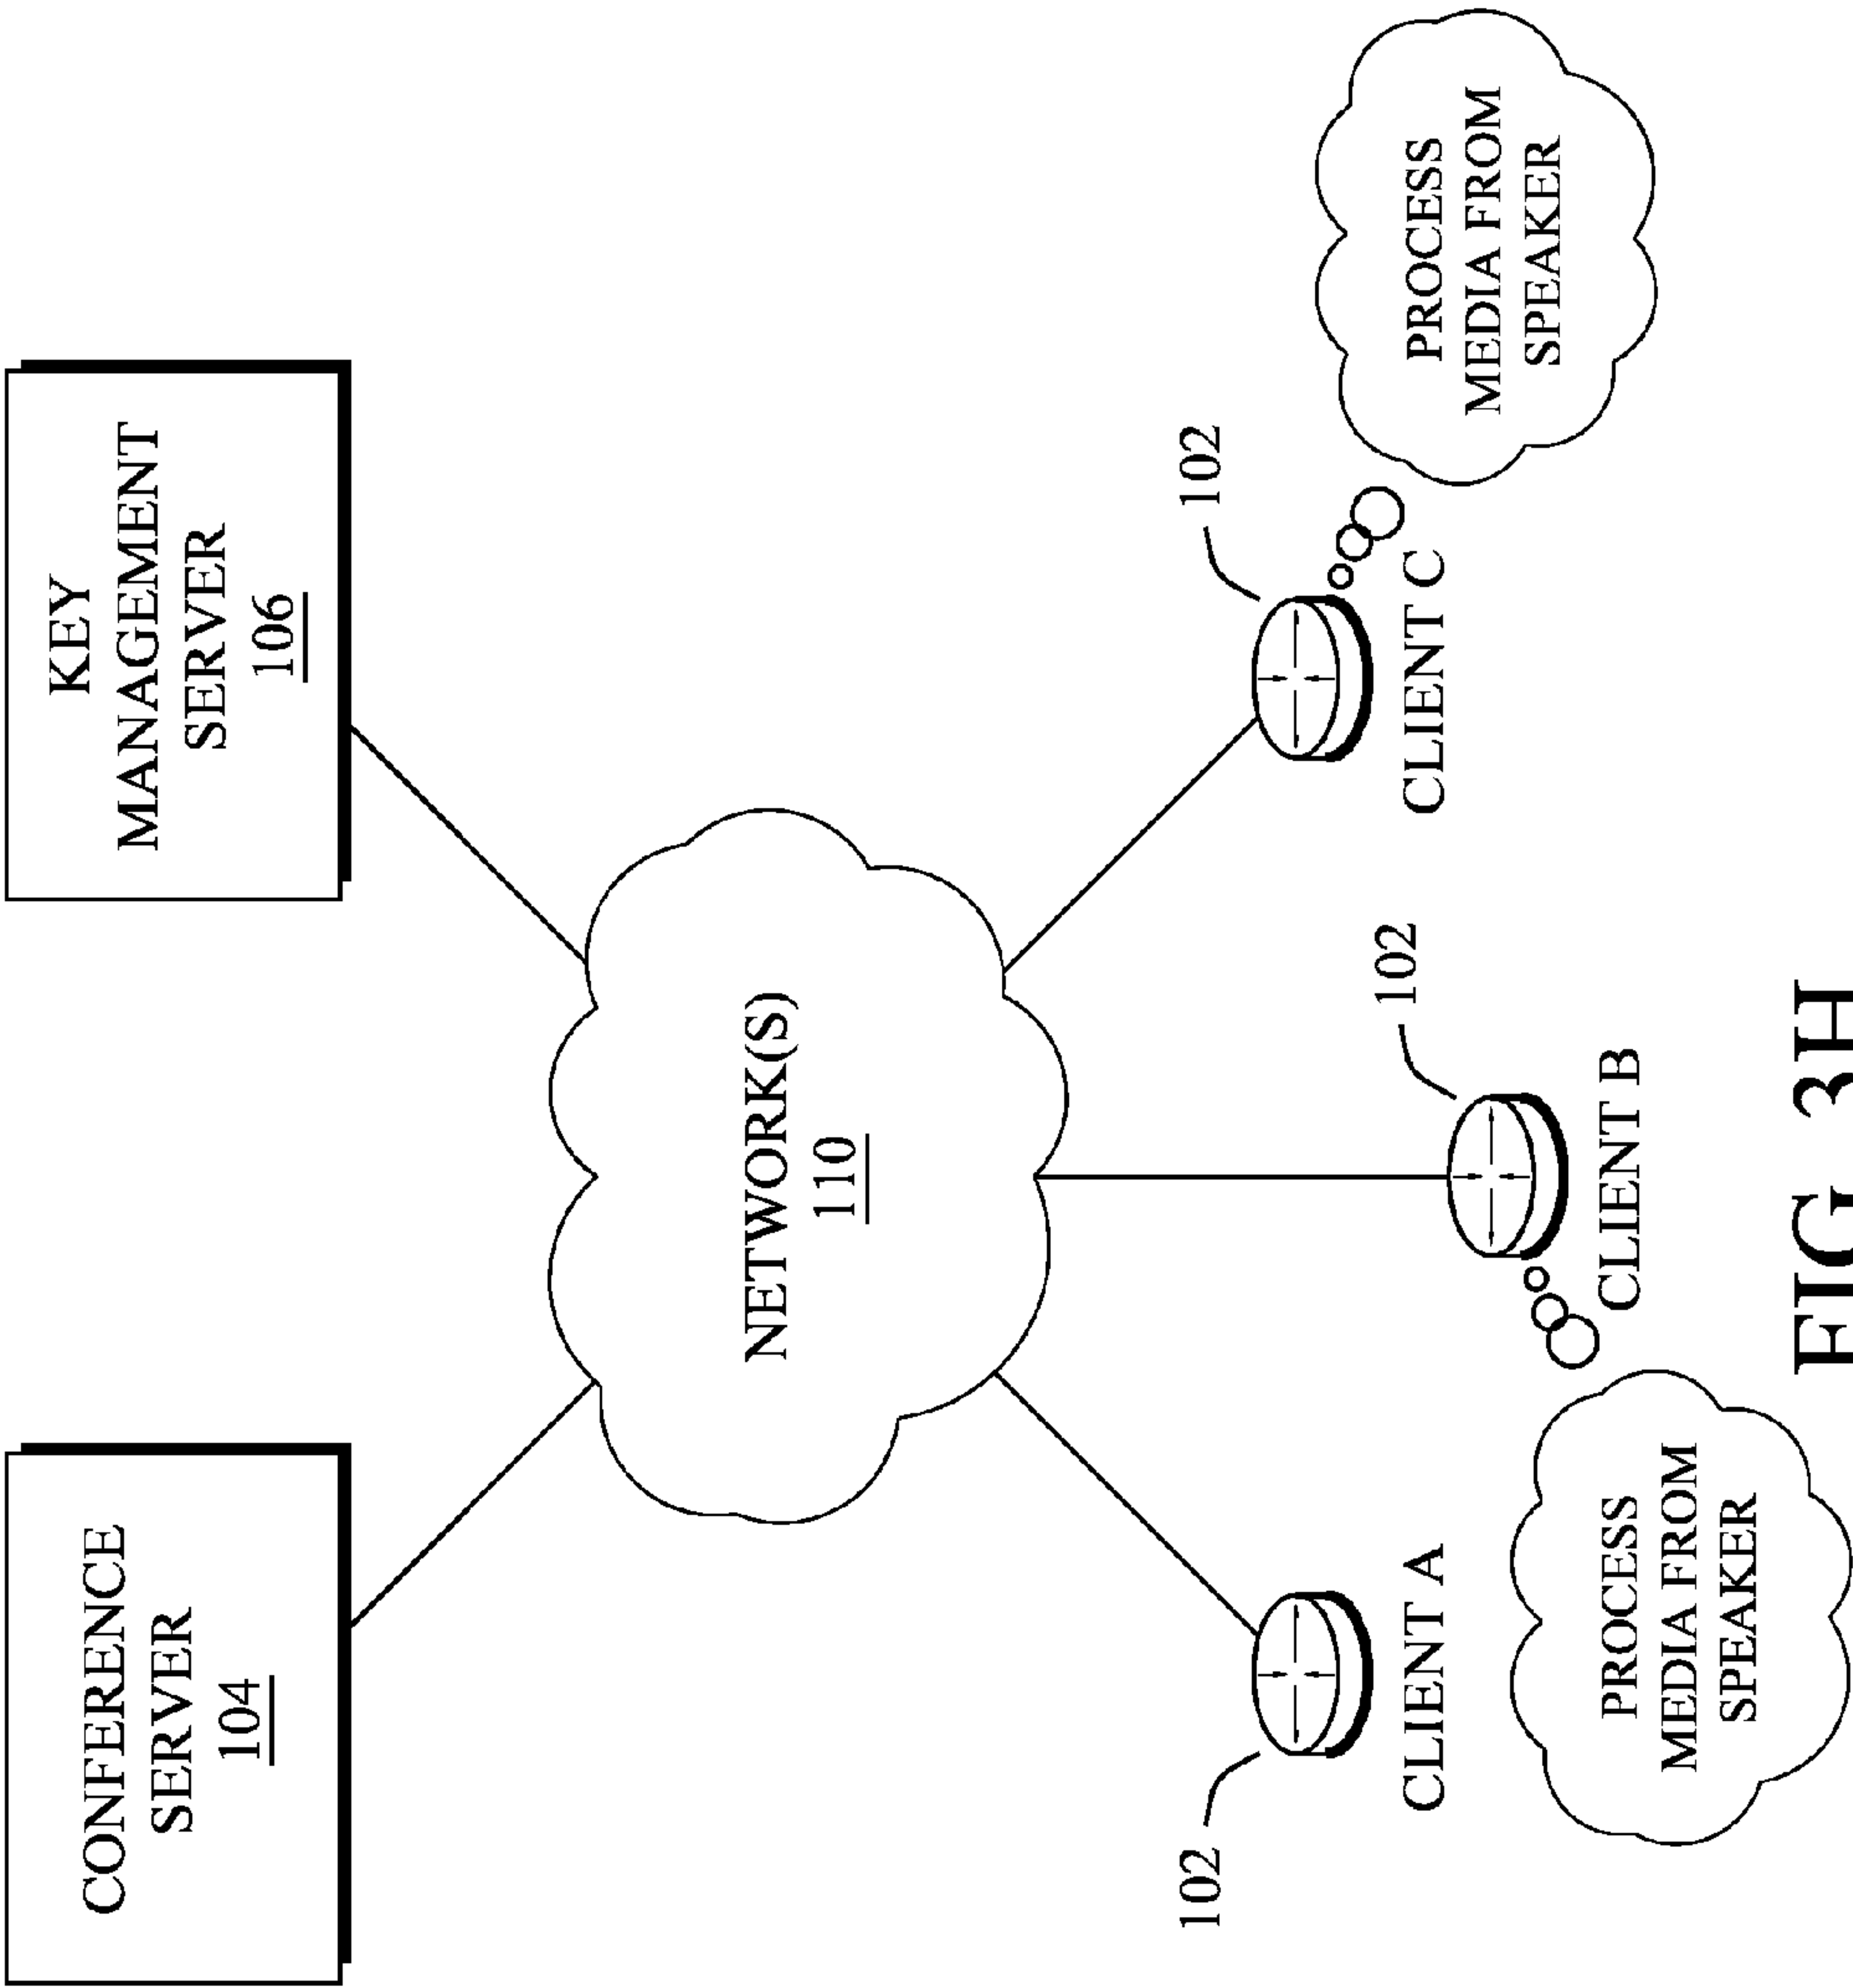 CONFERENCE
SERVER
104
KEY
MANAGEMENT
SERVER
106
NETWORK(S)
110
102
CLIENT A
102
CLIENT B
102
CLIENT C
PROCESS
MEDIA FROM
SPEAKER
PROCESS
MEDIA FROM
SPEAKER
FIG. 3H